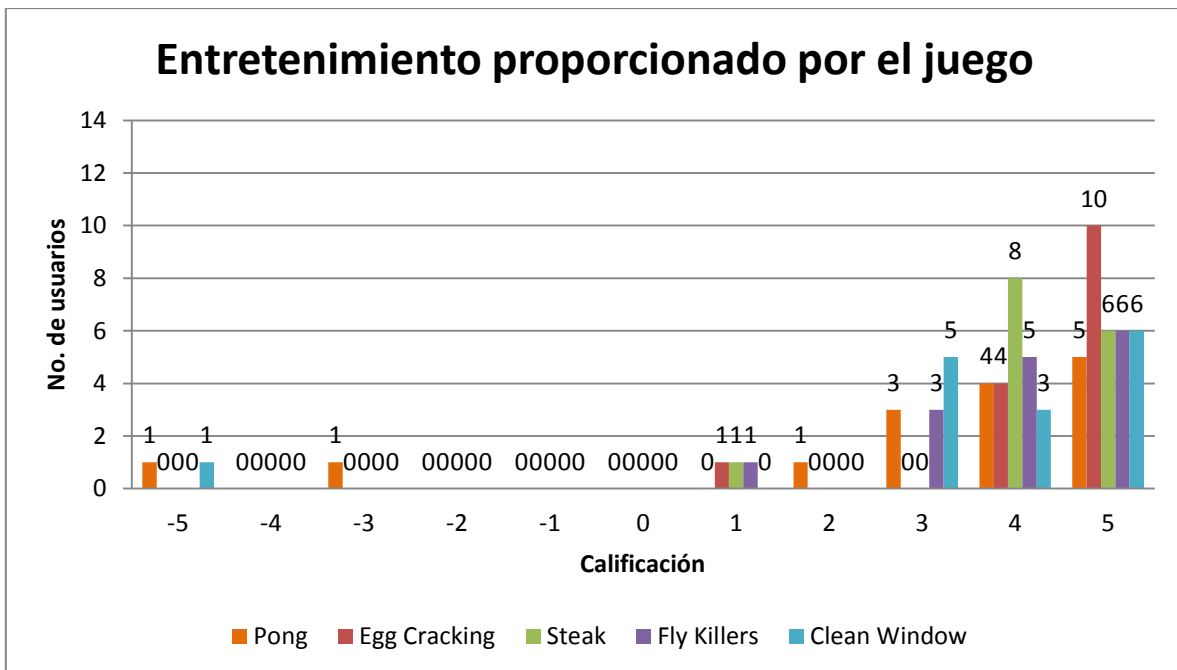 Entretenimiento proporcionado por el juego
14
12
10
8
6
4
2
0
No. de usuarios
1 000 1
00000
1 0000
00000
00000
00000
0 111 0
1 0000
3 00 3 5
44 8 5 3
5 10 666
-5 -4 -3 -2 -1 0 1 2 3 4 5
Calificación
Pong Egg Cracking Steak Fly Killers Clean Window